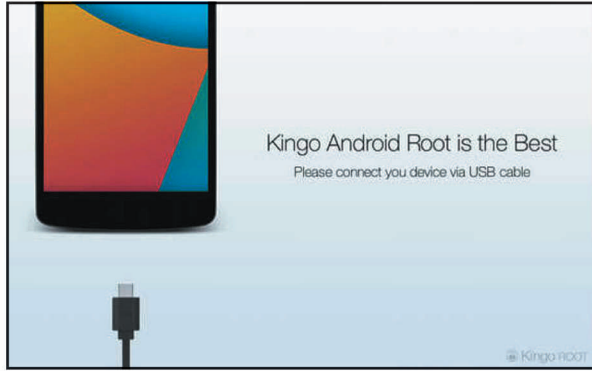 Kingo Android Root is the Best
Please connect you device via USB cable
Kingo ROOT